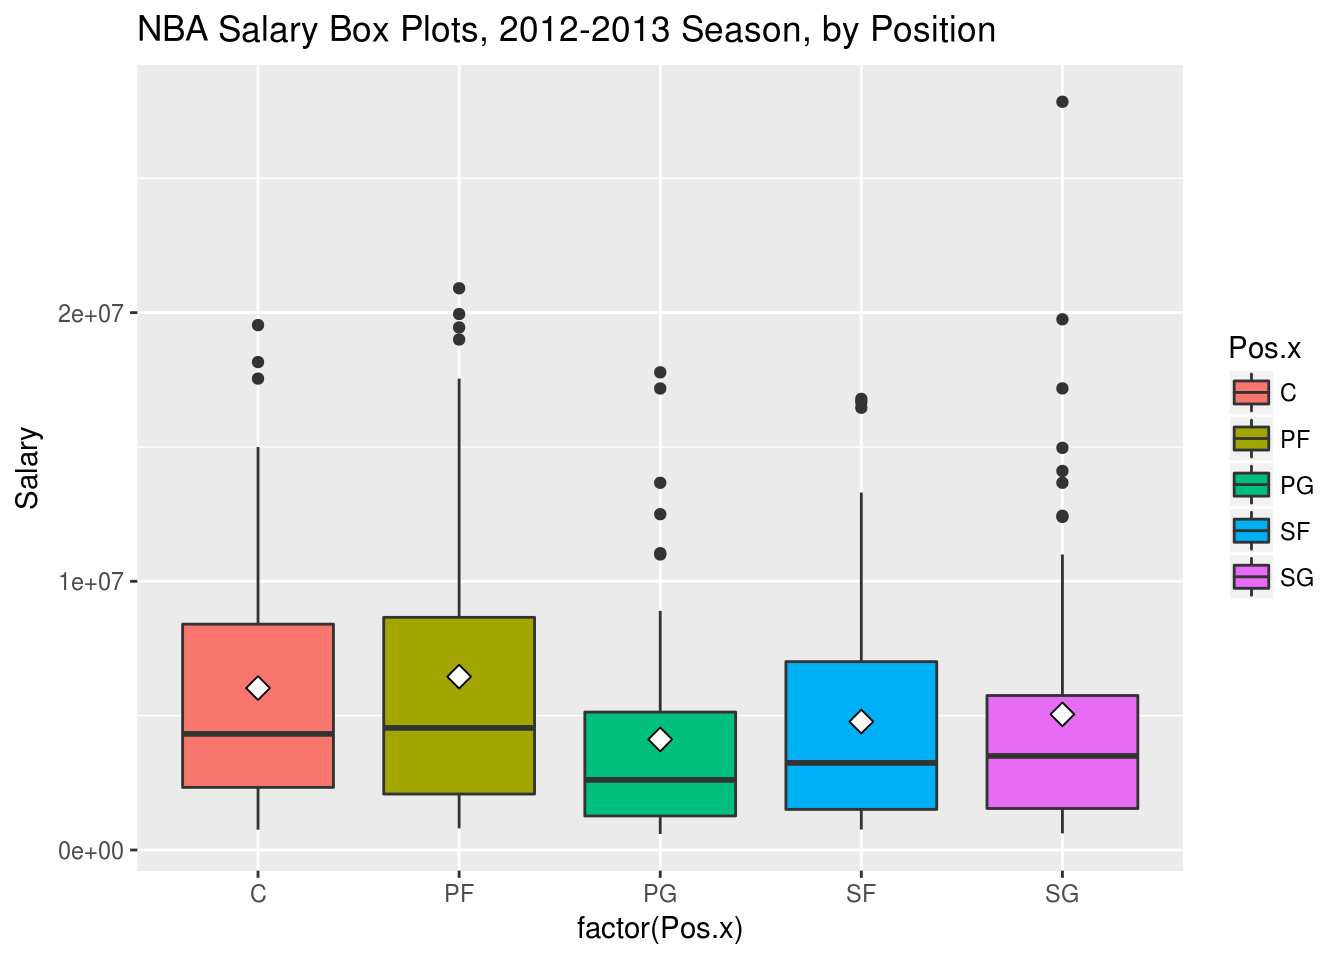 NBA Salary Box Plots, 2012-2013 Season, by Position
Salary
2e+07
1e+07
0e+00
C PF PG SF SG
factor(Pos.x)
Pos.x
C
PF
PG
SF
SG